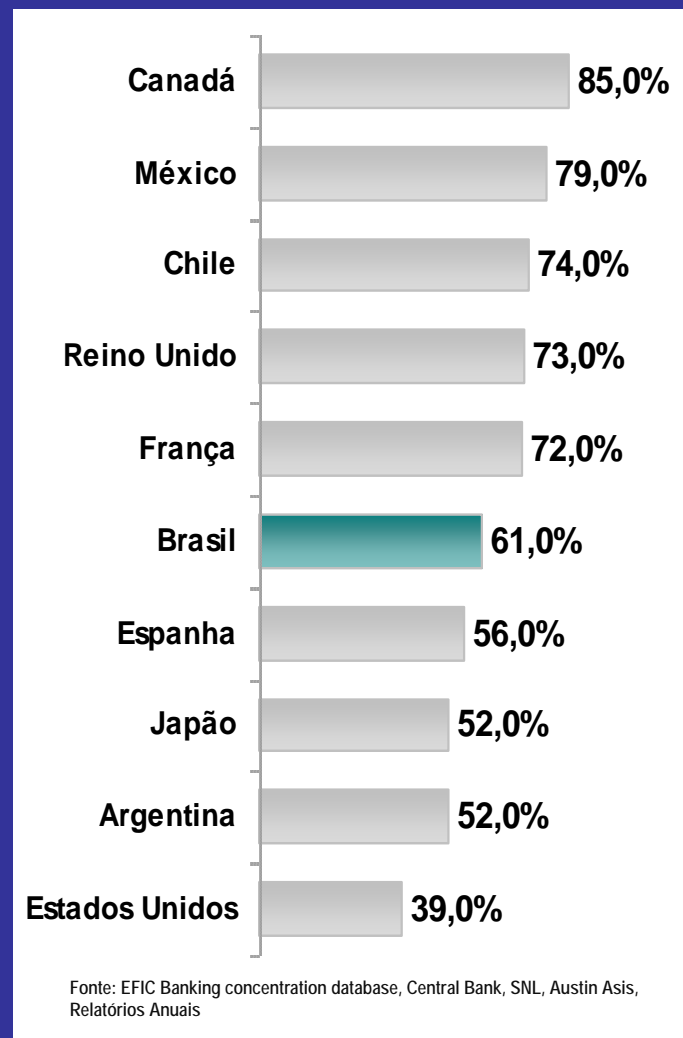 Canadá 85,0%
México 79,0%
Chile 74,0%
Reino Unido 73,0%
França 72,0%
Brasil 61,0%
Espanha 56,0%
Japão 52,0%
Argentina 52,0%
Estados Unidos 39,0%
Fonte: EFIC Banking concentration database, Central Bank, SNL, Austin Asis,
Relatórios Anuais